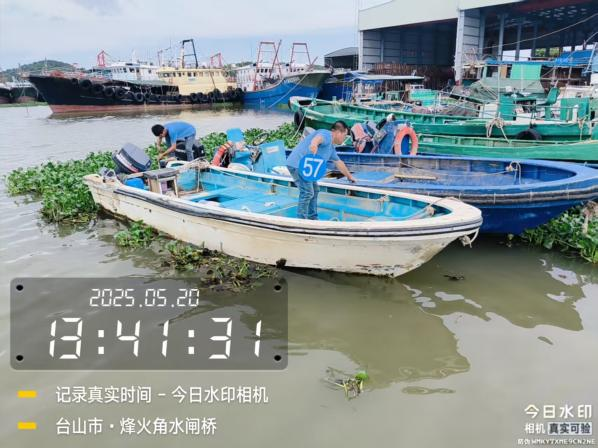 57
2025.05.20
13:41:31
记录真实时间 - 今日水印相机
台山市·烽火角水闸桥
今日水印
相机 真实可验
防伪 WMKYTXME9CN2NE